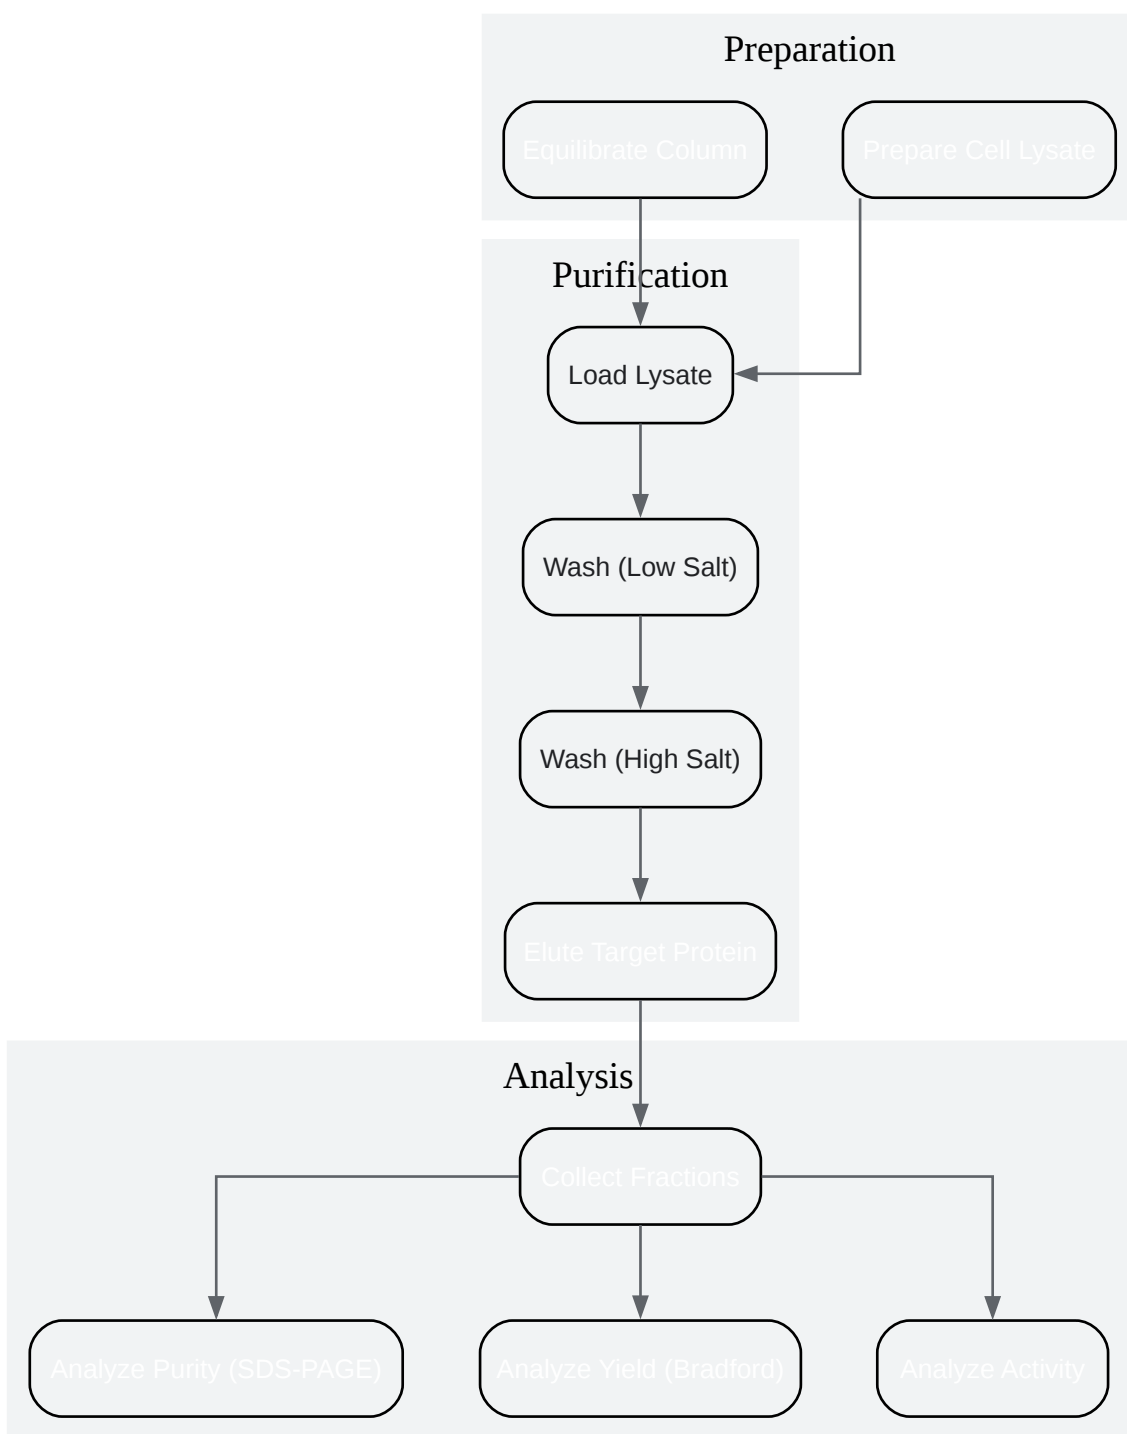 Preparation
Equilibrate Column
Prepare Cell Lysate
Purification
Load Lysate
Wash (Low Salt)
Wash (High Salt)
Elute Target Protein
Analysis
Collect Fractions
Analyze Purity (SDS-PAGE)
Analyze Yield (Bradford)
Analyze Activity